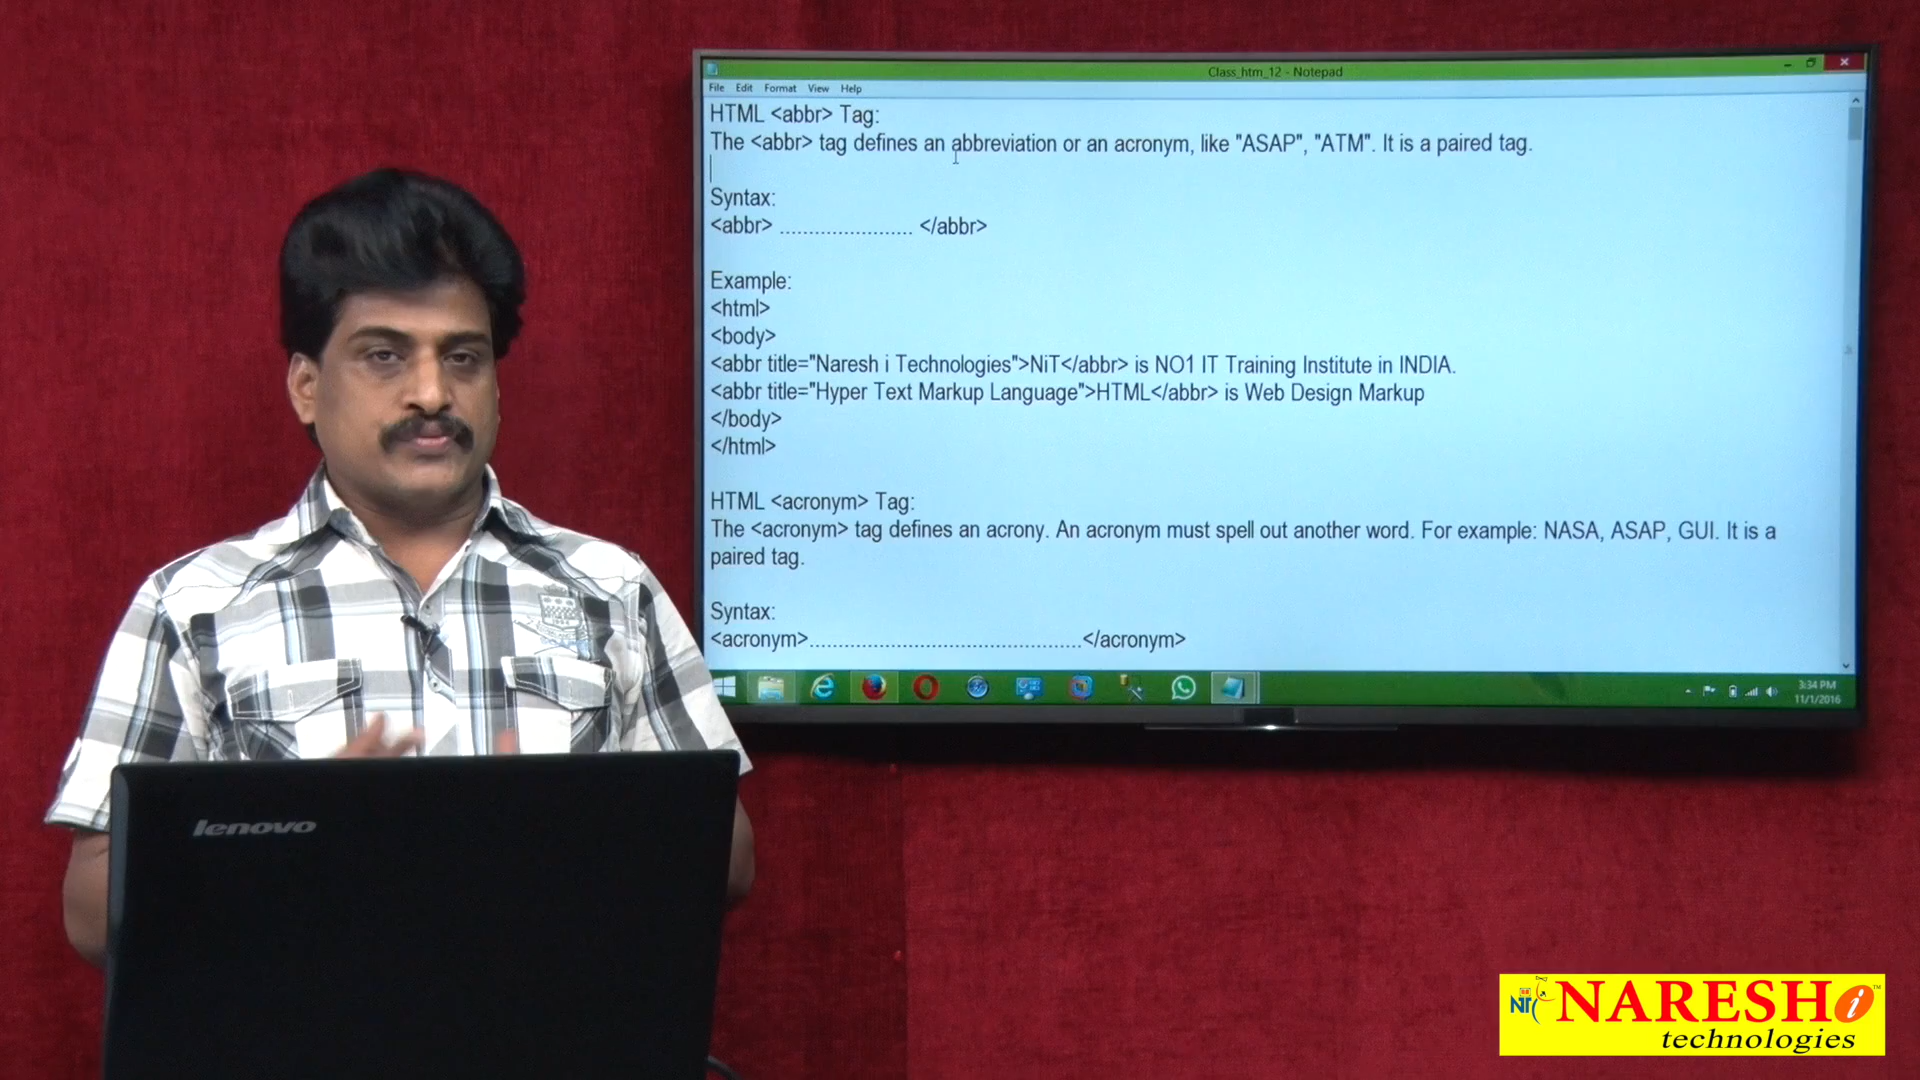 Class_htm_12 - Notepad
File Edit Format View Help
HTML <abbr> Tag:
The <abbr> tag defines an abbreviation or an acronym, like "ASAP", "ATM". It is a paired tag.
Syntax:
<abbr> ....................... </abbr>
Example:
<html>
<body>
<abbr title="Naresh i Technologies">NiT</abbr> is NO1 IT Training Institute in INDIA.
<abbr title="Hyper Text Markup Language">HTML</abbr> is Web Design Markup
</body>
</html>
HTML <acronym> Tag:
The <acronym> tag defines an acrony. An acronym must spell out another word. For example: NASA, ASAP, GUI. It is a
paired tag.
Syntax:
<acronym>...............................................</acronym>
3:34 PM
11/1/2016
lenovo
NARESH i ™
technologies